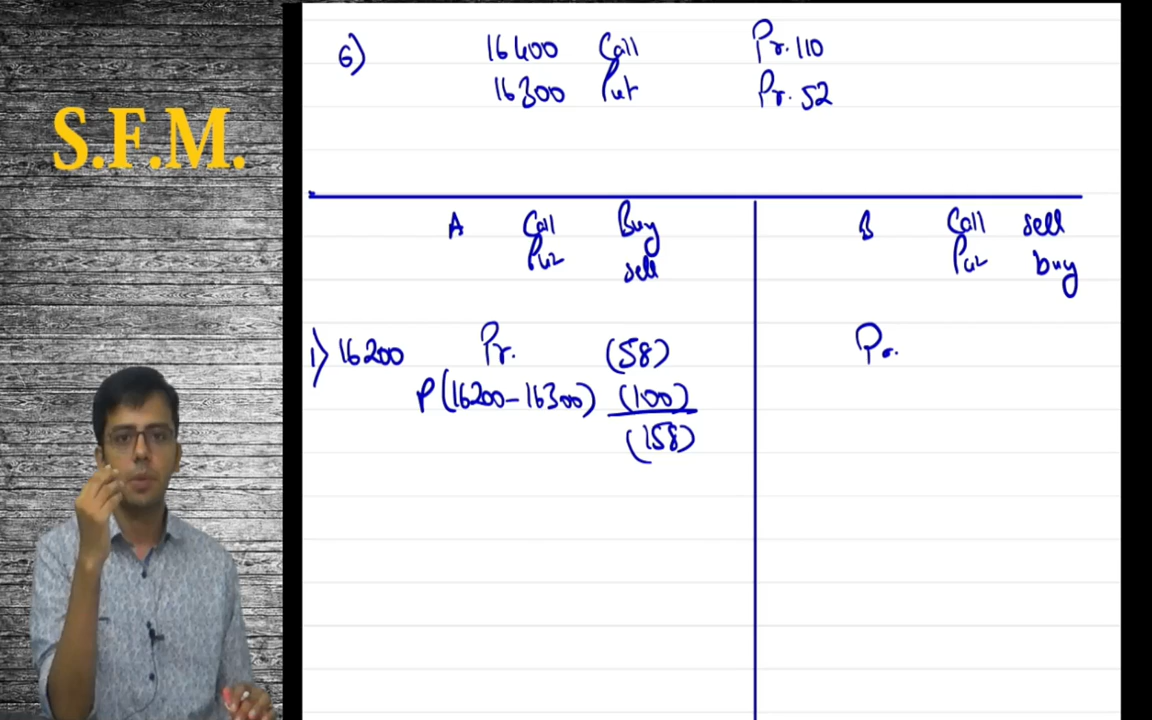 S.F.M.
6) 16400 Call Pr. 110
16300 Put Pr. 52
A Call Buy
Put sell
B Call sell
Put buy
1) 16200 Pr. (58)
P(16200-16300) (100)
(158)
Pr.